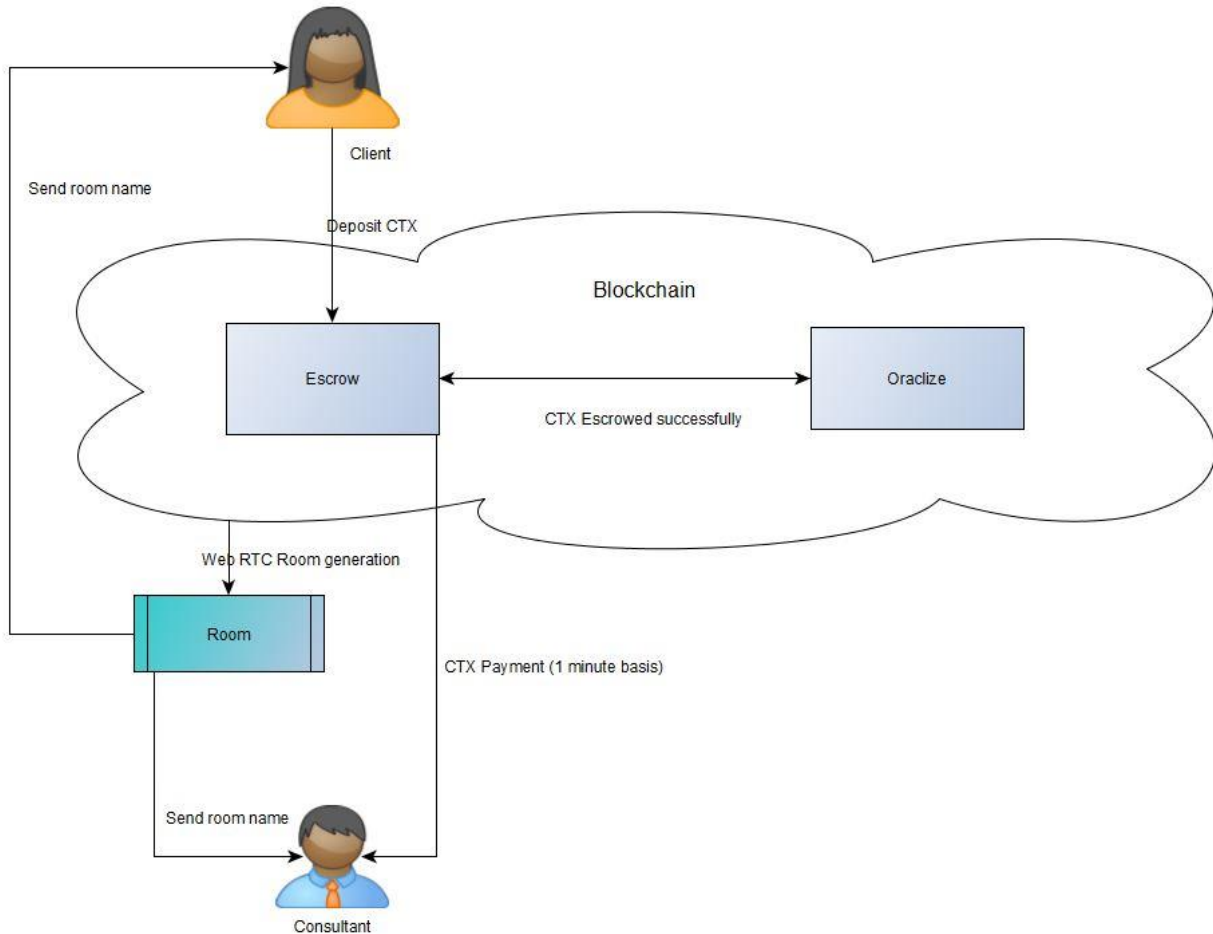 Client
Send room name
Deposit CTX
Blockchain
Escrow
Oraclize
CTX Escrowed successfully
Web RTC Room generation
Room
CTX Payment (1 minute basis)
Send room name
Consultant